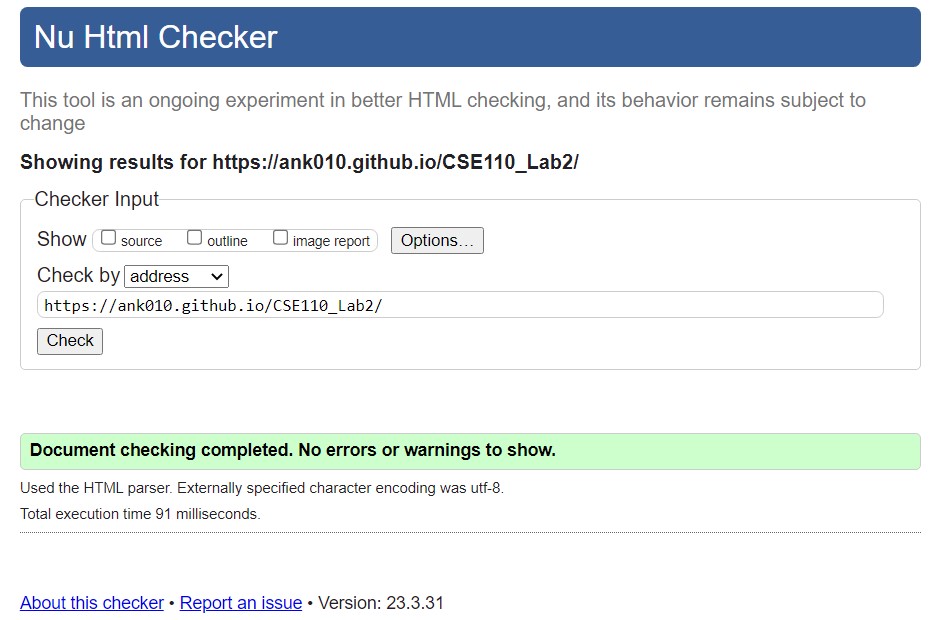 Nu Html Checker
This tool is an ongoing experiment in better HTML checking, and its behavior remains subject to
change
Showing results for https://ank010.github.io/CSE110_Lab2/
Checker Input
Show source outline image report Options...
Check by address
https://ank010.github.io/CSE110_Lab2/
Check
Document checking completed. No errors or warnings to show.
Used the HTML parser. Externally specified character encoding was utf-8.
Total execution time 91 milliseconds.
About this checker • Report an issue • Version: 23.3.31